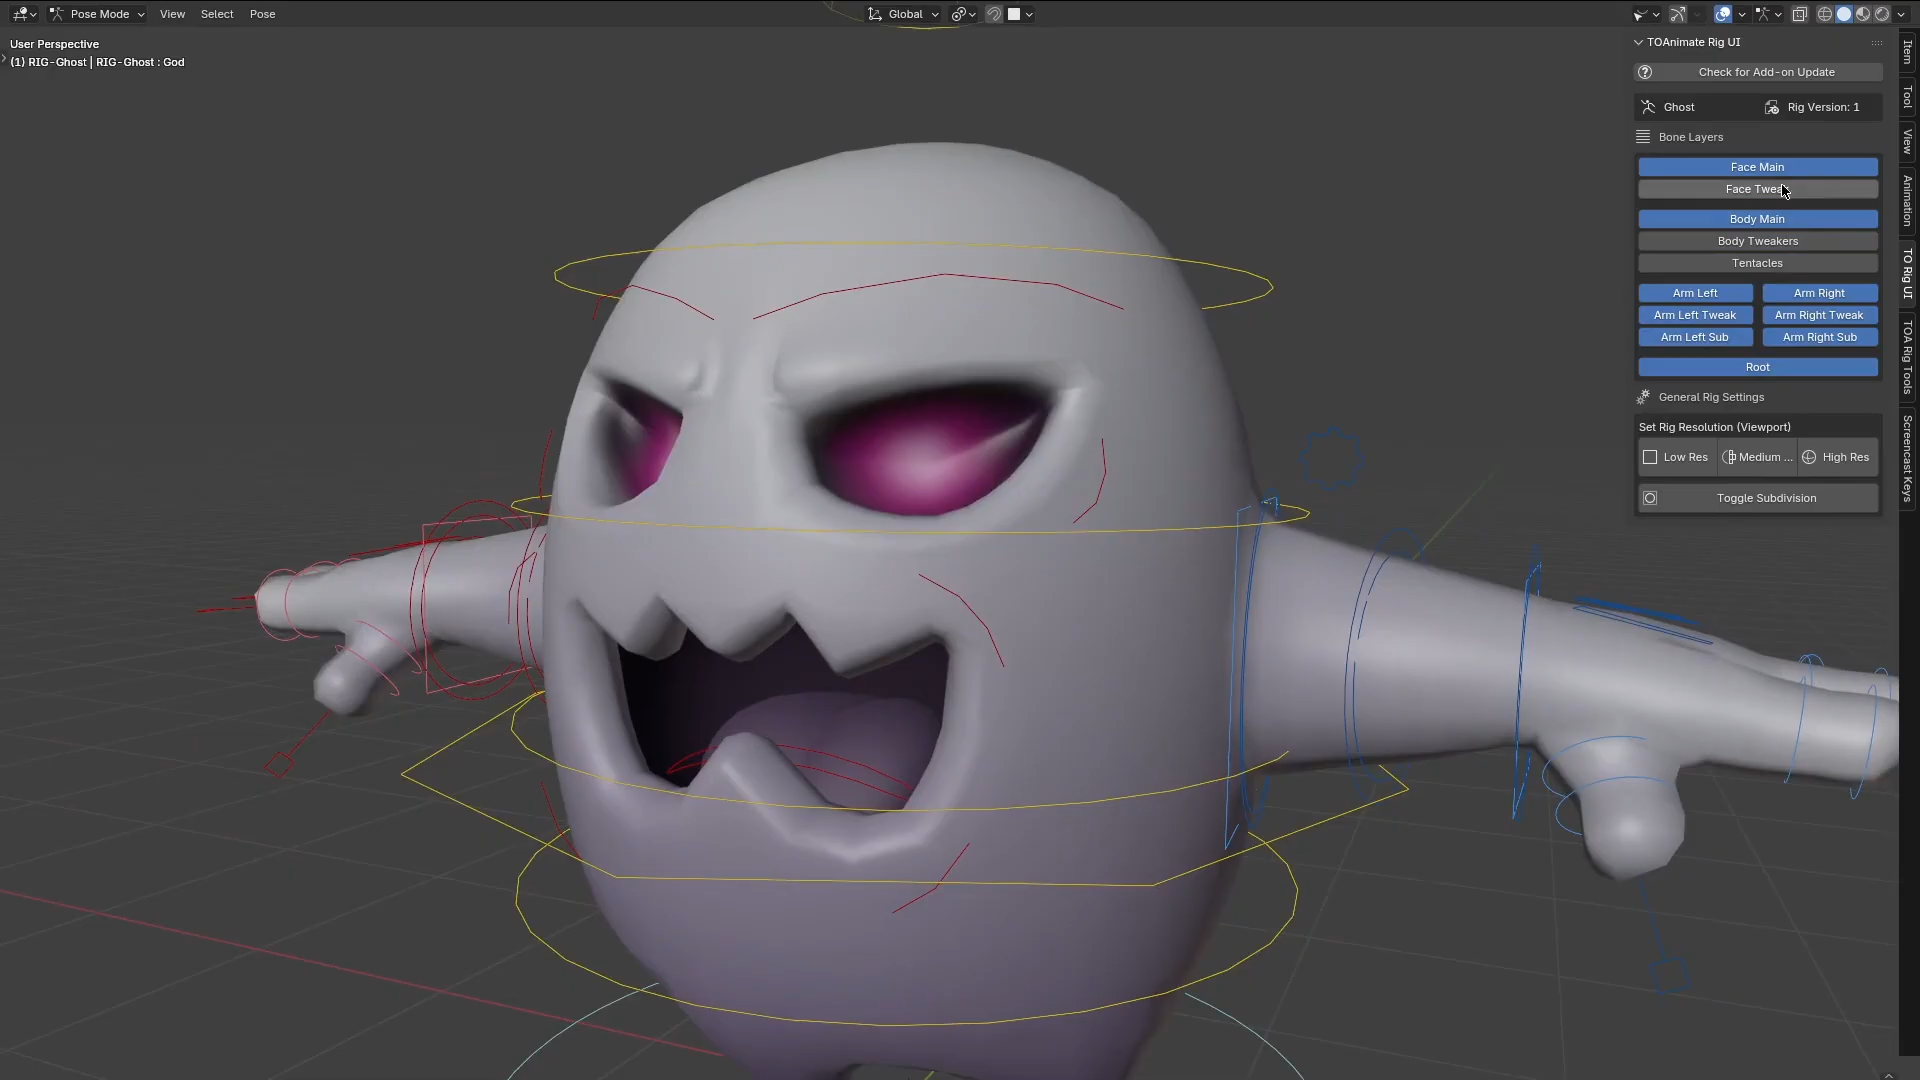 Pose Mode View Select Pose Global
User Perspective
(1) RIG-Ghost | RIG-Ghost : God
TOAnimate Rig UI
Check for Add-on Update
Ghost Rig Version: 1
Bone Layers
Face Main
Face Twea
Body Main
Body Tweakers
Tentacles
Arm Left Arm Right
Arm Left Tweak Arm Right Tweak
Arm Left Sub Arm Right Sub
Root
General Rig Settings
Set Rig Resolution (Viewport)
Low Res Medium ... High Res
Toggle Subdivision
Item
Tool
View
Animation
TO Rig UI
TOA Rig Tools
Screencast Keys